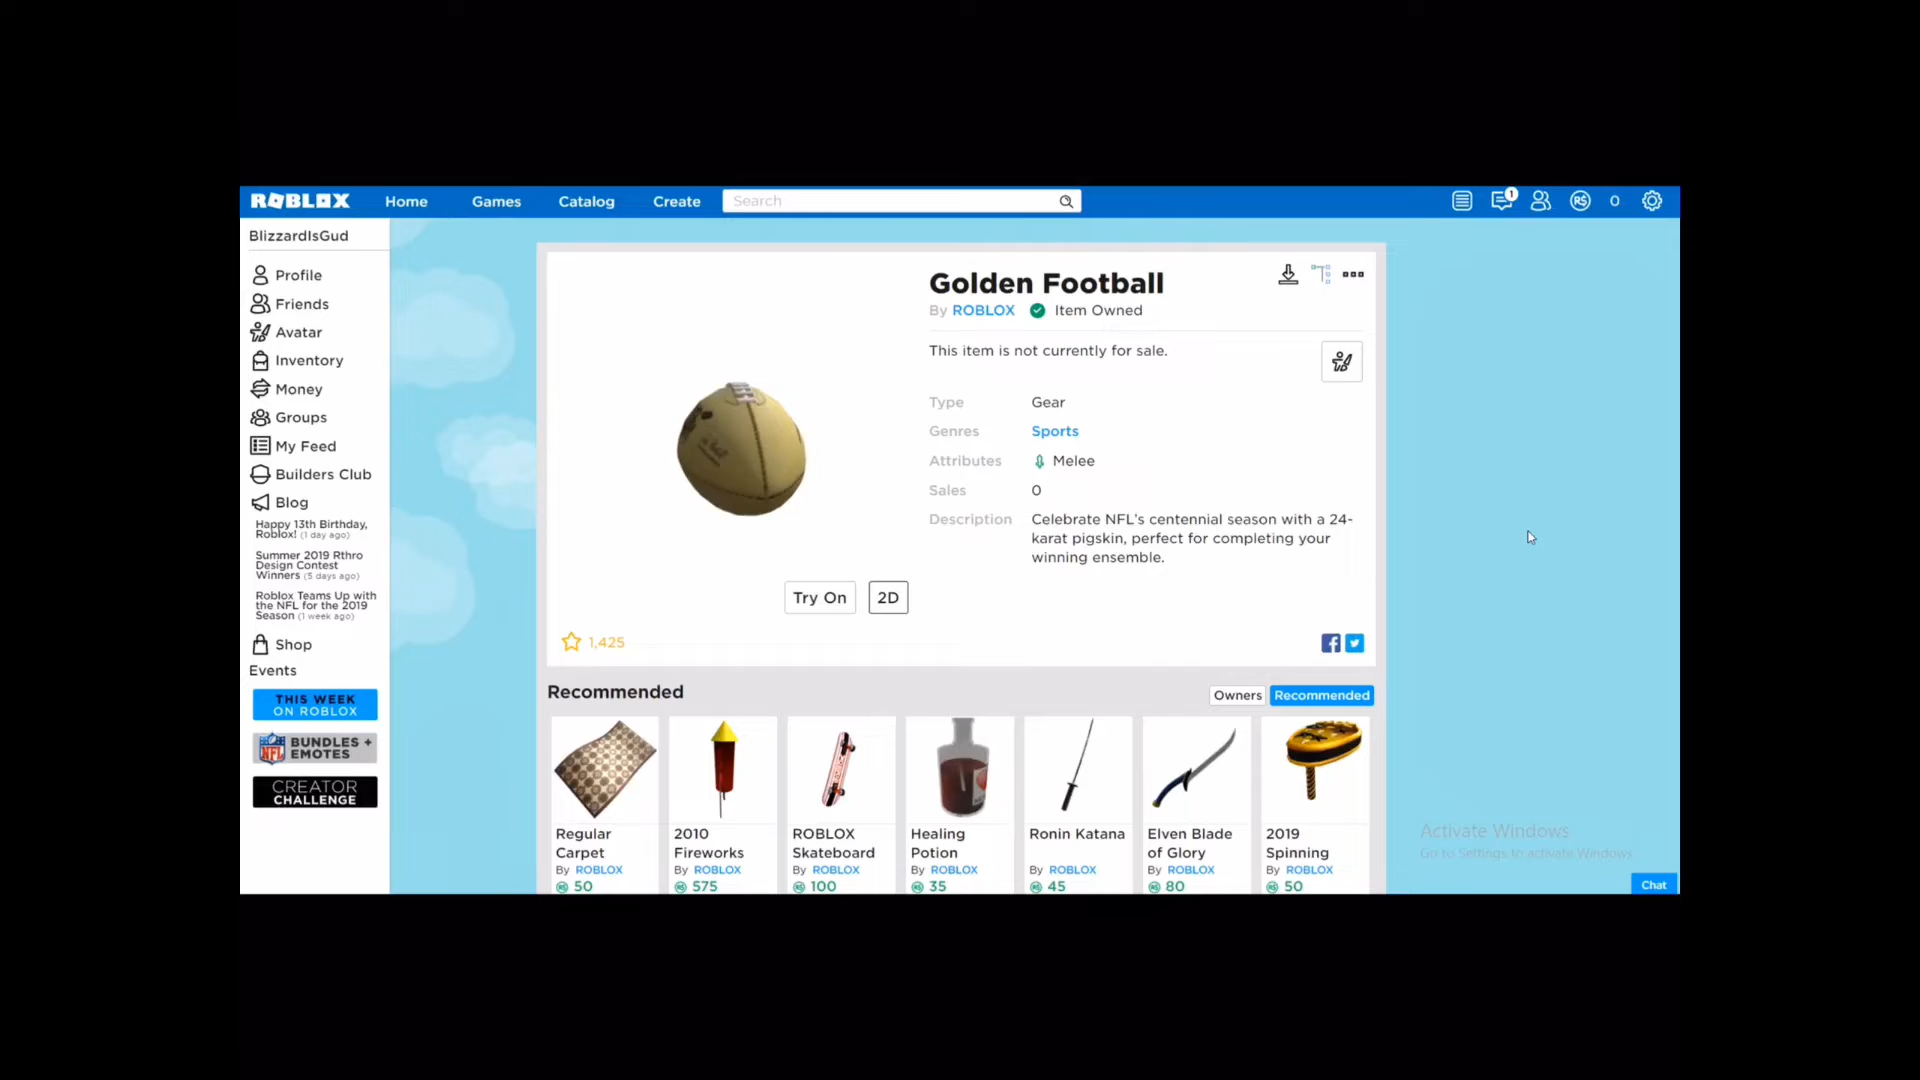 ROBLOX
Home
Games
Catalog
Create
Search
1
R$
0
BlizzardIsGud
Profile
Friends
Avatar
Inventory
Money
Groups
My Feed
Builders Club
Blog
Happy 13th Birthday,
Roblox! (1 day ago)
Summer 2019 Rthro
Design Contest
Winners (5 days ago)
Roblox Teams Up with
the NFL for the 2019
Season (1 week ago)
Shop
Events
THIS WEEK
ON ROBLOX
NFL
BUNDLES +
EMOTES
CREATOR
CHALLENGE
Golden Football
By ROBLOX Item Owned
This item is not currently for sale.
Type Gear
Genres Sports
Attributes Melee
Sales 0
Description Celebrate NFL's centennial season with a 24-
karat pigskin, perfect for completing your
winning ensemble.
Try On
2D
1,425
Recommended
Owners
Recommended
Regular
Carpet
By ROBLOX
50
2010
Fireworks
By ROBLOX
575
ROBLOX
Skateboard
By ROBLOX
100
Healing
Potion
By ROBLOX
35
Ronin Katana
By ROBLOX
45
Elven Blade
of Glory
By ROBLOX
80
2019
Spinning
By ROBLOX
50
Activate Windows
Go to Settings to activate Windows.
Chat